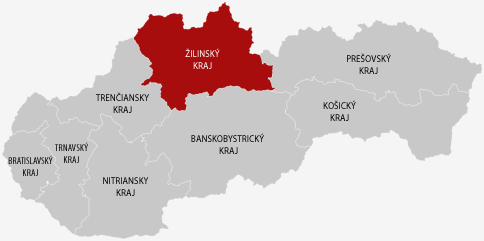 ŽILINSKÝ
KRAJ
PREŠOVSKÝ
KRAJ
TRENČIANSKY
KRAJ
KOŠICKÝ
KRAJ
BANSKOBYSTRICKÝ
KRAJ
TRNAVSKÝ
KRAJ
BRATISLAVSKÝ
KRAJ
NITRIANSKY
KRAJ